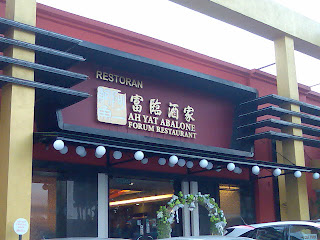 RESTORAN
富臨酒家
AH YAT ABALONE
FORUM RESTAURANT